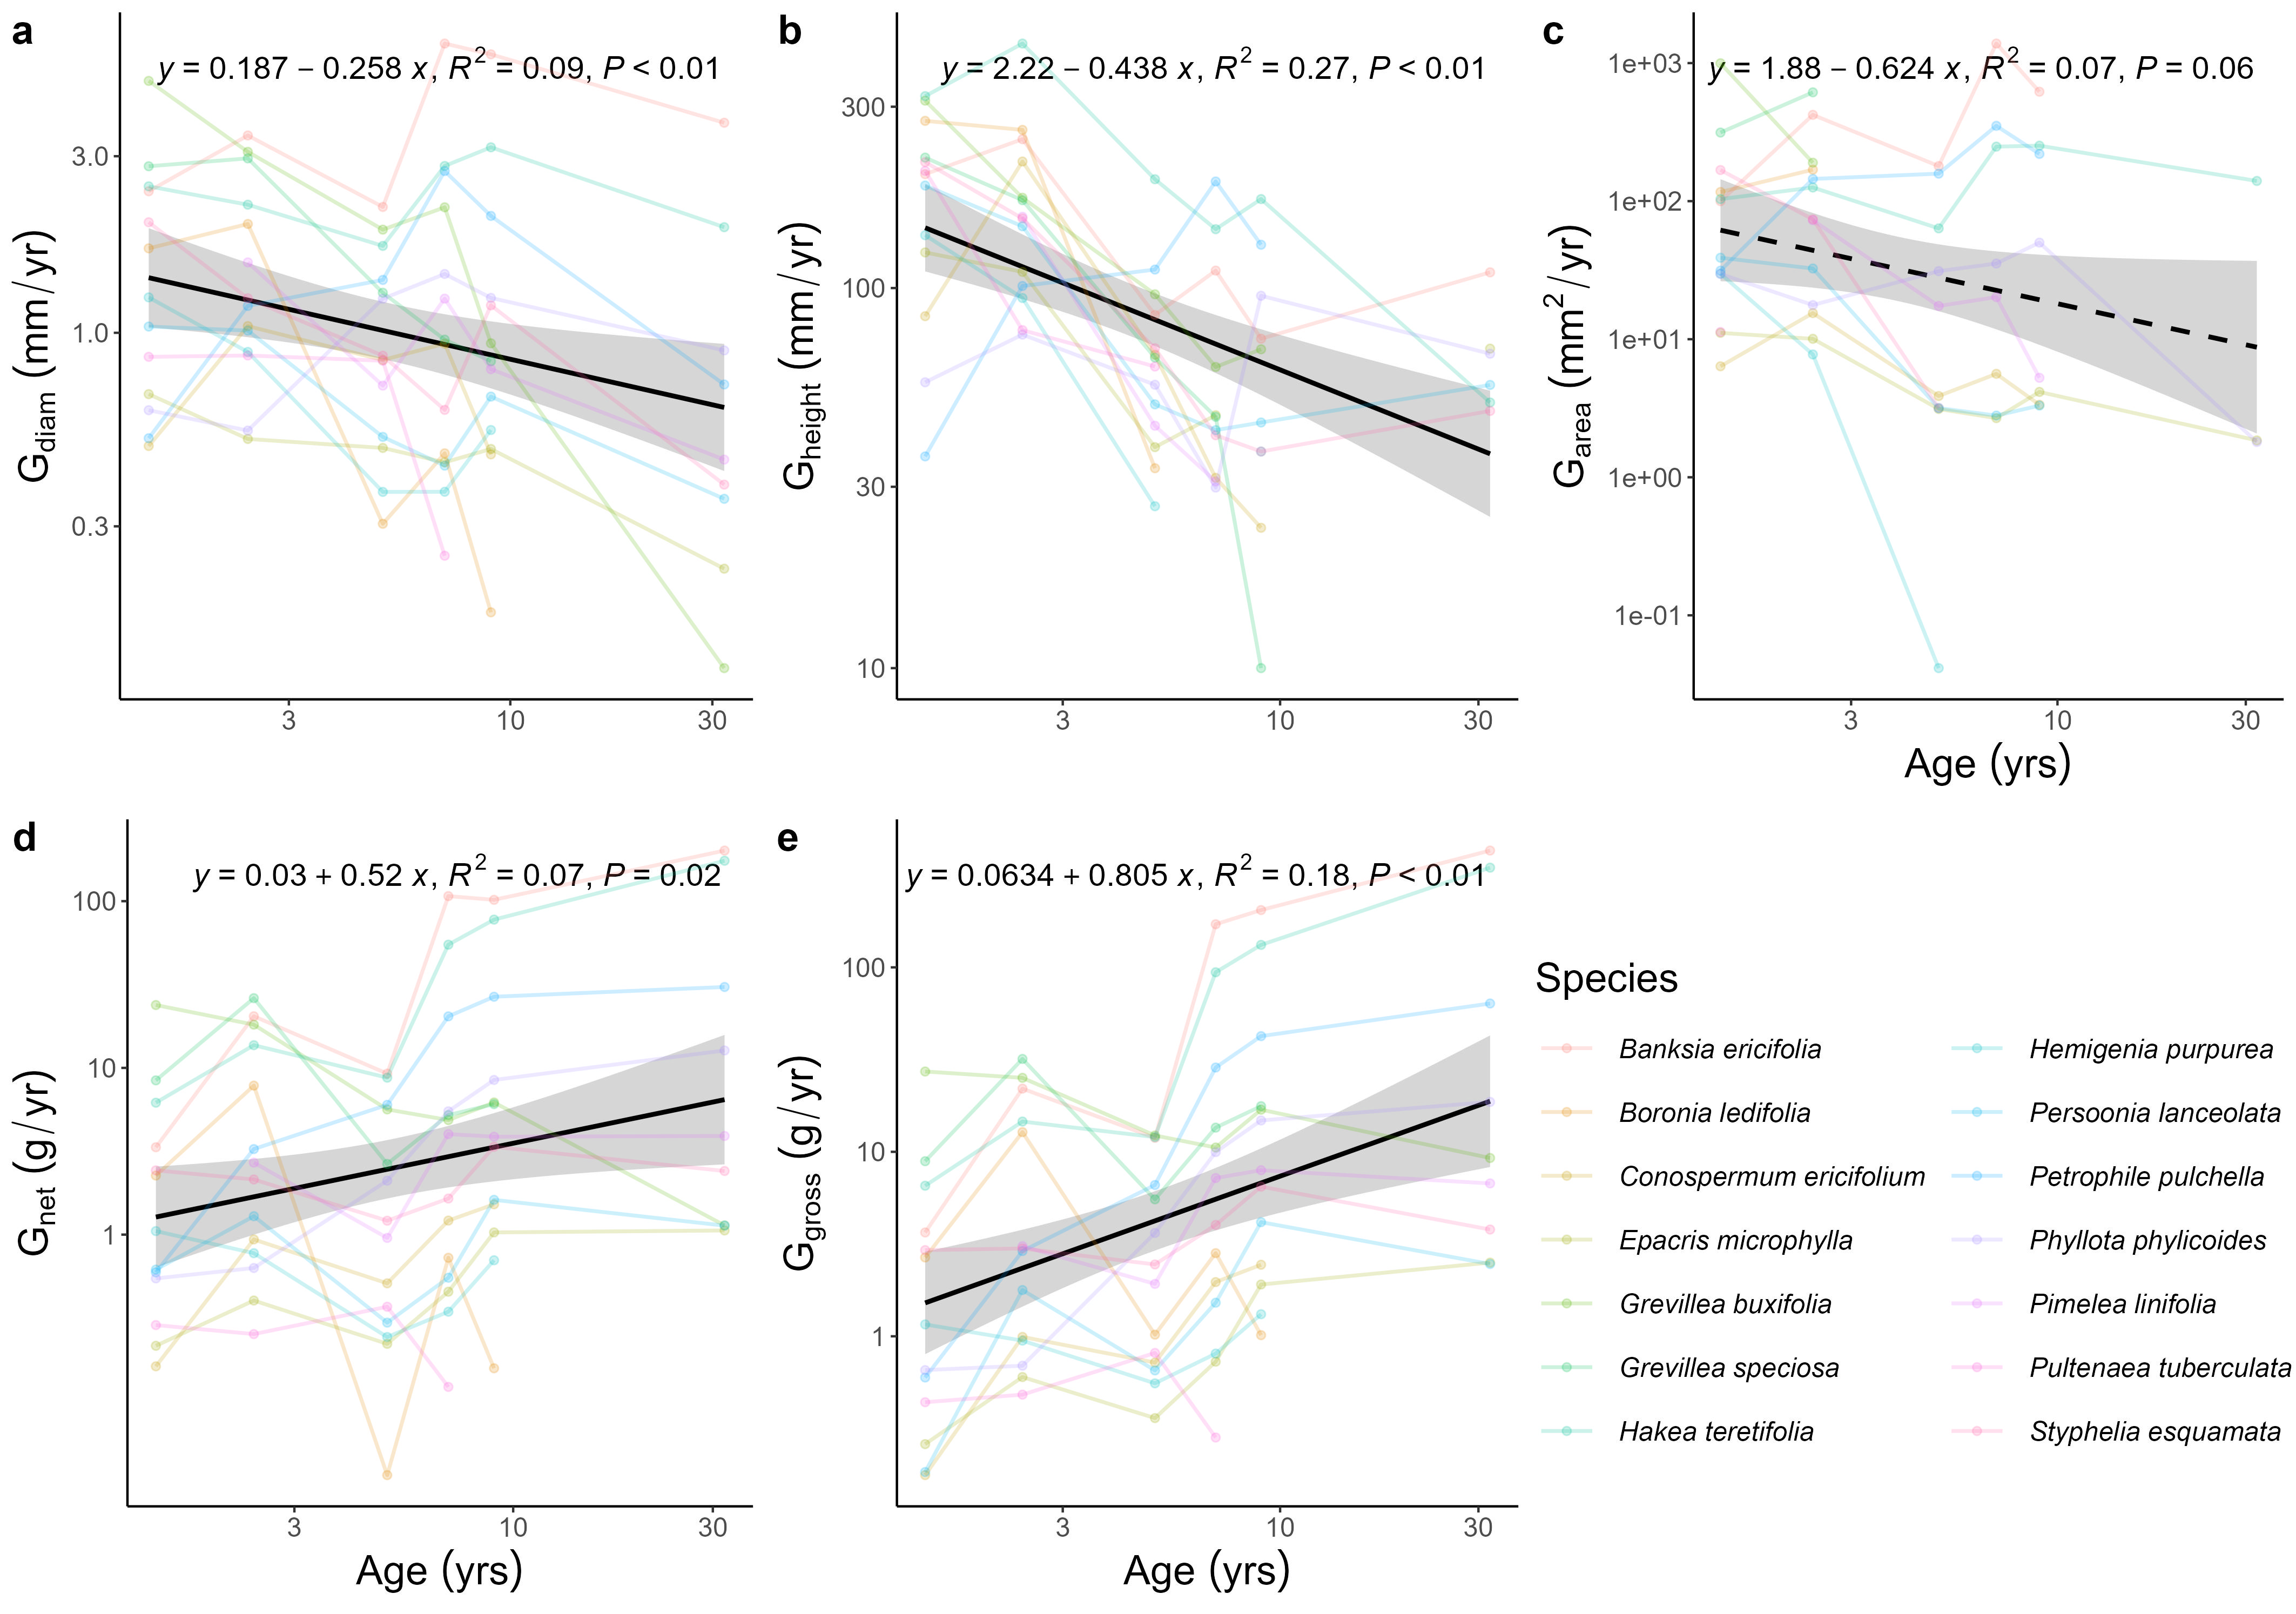 a
y = 0.187 − 0.258 x, R2 = 0.09, P < 0.01
3.0
1.0
0.3
Gdiam (mm/yr)
3 10 30
b
y = 2.22 − 0.438 x, R2 = 0.27, P < 0.01
300
100
30
10
Gheight (mm/yr)
3 10 30
c
y = 1.88 − 0.624 x, R2 = 0.07, P = 0.06
1e+03
1e+02
1e+01
1e+00
1e-01
Garea (mm2/yr)
3 10 30
Age (yrs)
d
y = 0.03 + 0.52 x, R2 = 0.07, P = 0.02
100
10
1
Gnet (g/yr)
3 10 30
Age (yrs)
e
y = 0.0634 + 0.805 x, R2 = 0.18, P < 0.01
100
10
1
Ggross (g/yr)
3 10 30
Age (yrs)
Species
Banksia ericifolia
Boronia ledifolia
Conospermum ericifolium
Epacris microphylla
Grevillea buxifolia
Grevillea speciosa
Hakea teretifolia
Hemigenia purpurea
Persoonia lanceolata
Petrophile pulchella
Phyllota phylicoides
Pimelea linifolia
Pultenaea tuberculata
Styphelia esquamata